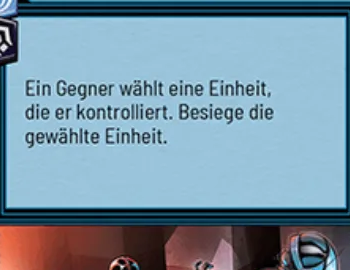 Ein Gegner wählt eine Einheit,
die er kontrolliert. Besiege die
gewählte Einheit.